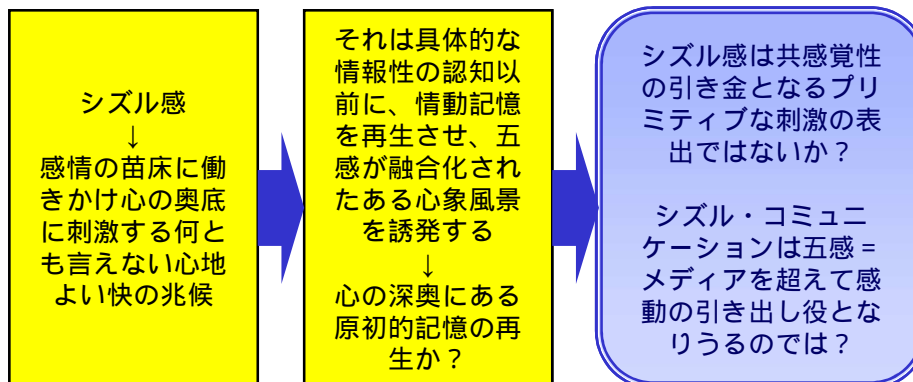 シズル感
↓
感情の苗床に働
きかけ心の奥底
に刺激する何と
も言えない心地
よい快の兆候
それは具体的な
情報性の認知以
前に、情動記憶
を再生させ、五
感が融合化され
たある心象風景
を誘発する
↓
心の深奥にある
原初的記憶の再
生か？
シズル感は共感覚性
の引き金となるプリ
ミティブな刺激の表
出ではないか？
シズル・コミュニ
ケーションは五感＝
メディアを超えて感
動の引き出し役とな
りうるのでは？